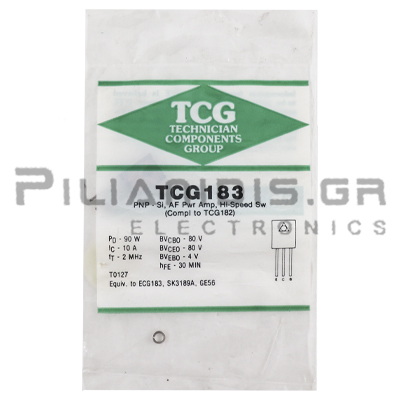 TCG
TECHNICIAN
COMPONENTS
GROUP
TCG183
PILIADIDIS.GR
PNP - Si, AF Pwr Amp, Hi-Speed Sw
(Compl to TCG182)
ELECTRONICS
PD - 90 W BVCBO - 80 V
IC - 10 A BVCEO - 80 V
fT - 2 MHz BVEBO - 4 V
hFE - 30 MIN
TO127
Equiv. to ECG183, SK3189A, GE56